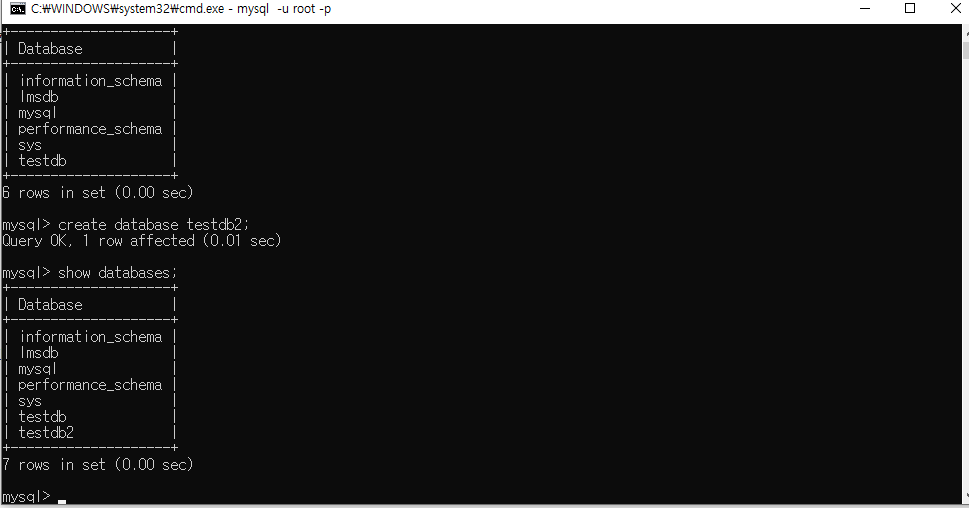 C:\WINDOWS\system32\cmd.exe - mysql  -u root -p
+--------------------+
| Database           |
+--------------------+
| information_schema |
| lmsdb              |
| mysql              |
| performance_schema |
| sys                |
| testdb             |
+--------------------+
6 rows in set (0.00 sec)
mysql> create database testdb2;
Query OK, 1 row affected (0.01 sec)
mysql> show databases;
+--------------------+
| Database           |
+--------------------+
| information_schema |
| lmsdb              |
| mysql              |
| performance_schema |
| sys                |
| testdb             |
| testdb2            |
+--------------------+
7 rows in set (0.00 sec)
mysql>